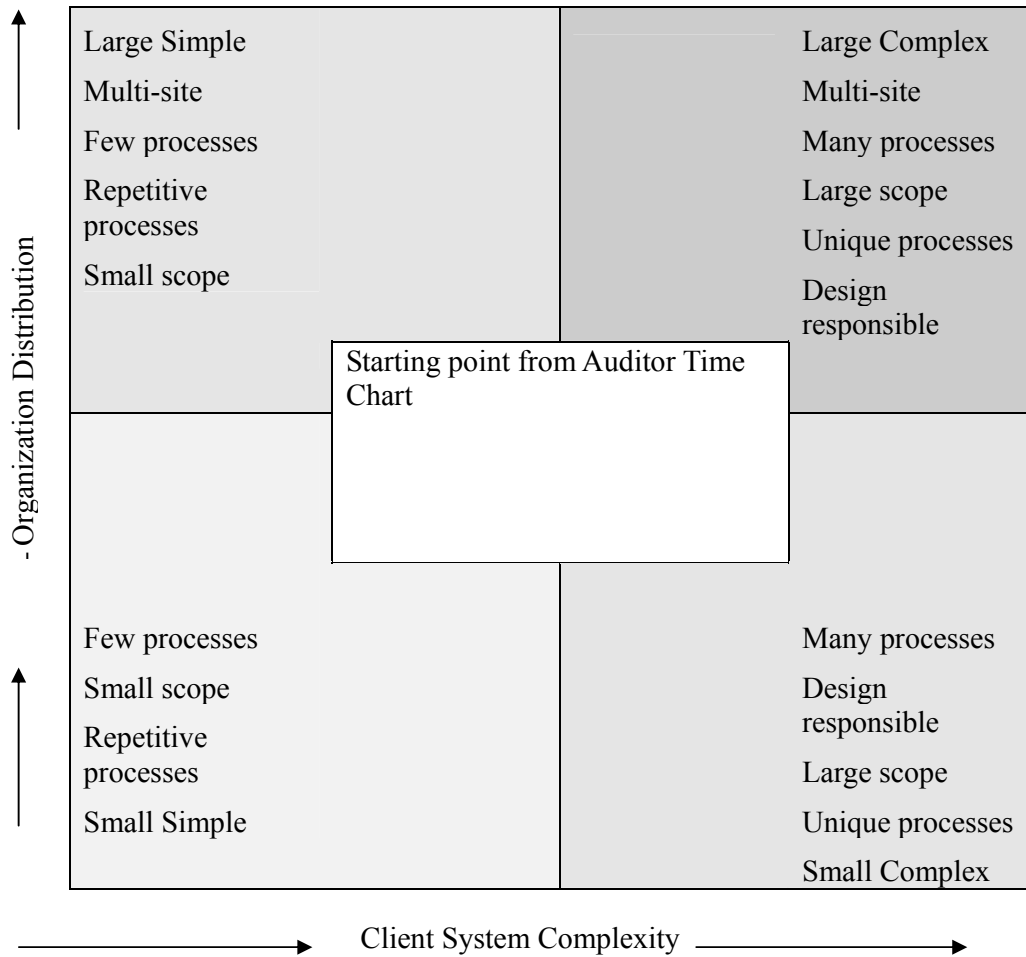 Large Simple
Multi-site
Few processes
Repetitive
processes
Small scope
Large Complex
Multi-site
Many processes
Large scope
Unique processes
Design
responsible
Starting point from Auditor Time
Chart
- Organization Distribution
Few processes
Small scope
Repetitive
processes
Small Simple
Many processes
Design
responsible
Large scope
Unique processes
Small Complex
Client System Complexity